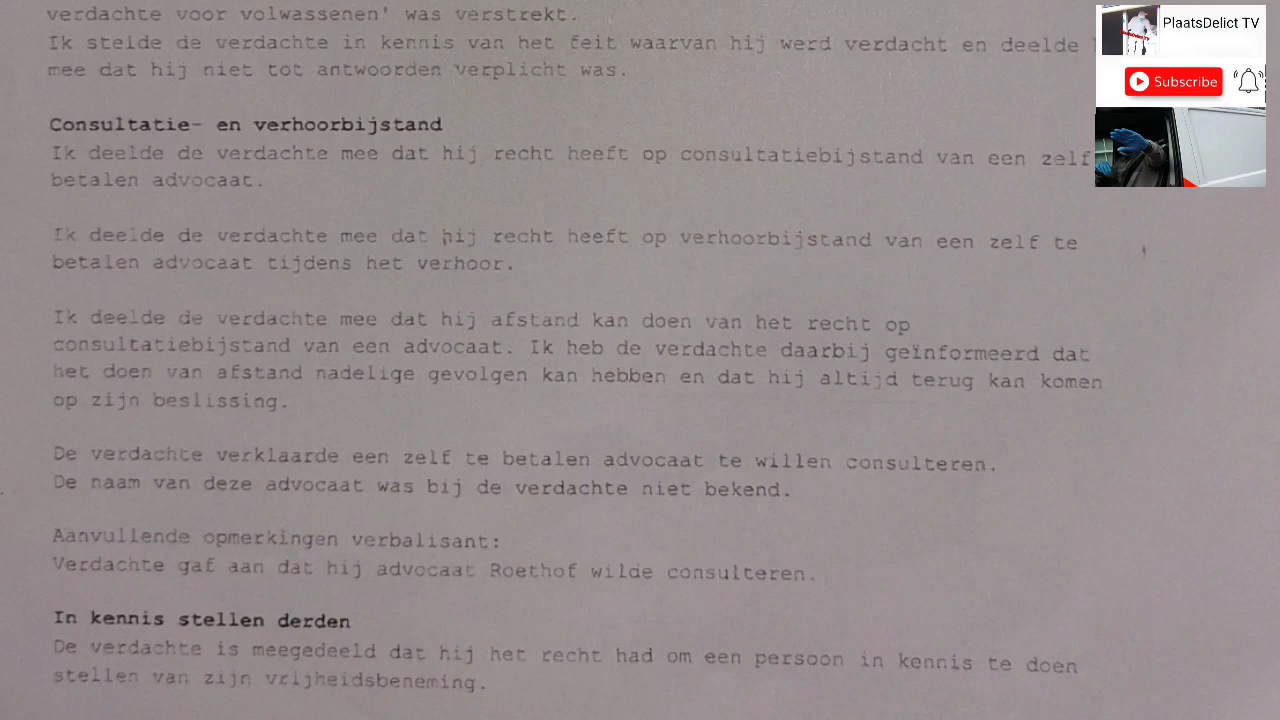 verdachte voor volwassenen' was verstrekt.
Ik stelde de verdachte in kennis van het feit waarvan hij werd verdacht en deelde
mee dat hij niet tot antwoorden verplicht was.
Consultatie- en verhoorbijstand
Ik deelde de verdachte mee dat hij recht heeft op consultatiebijstand van een zelf
betalen advocaat.
Ik deelde de verdachte mee dat hij recht heeft op verhoorbijstand van een zelf te
betalen advocaat tijdens het verhoor.
Ik deelde de verdachte mee dat hij afstand kan doen van het recht op
consultatiebijstand van een advocaat. Ik heb de verdachte daarbij geïnformeerd dat
het doen van afstand nadelige gevolgen kan hebben en dat hij altijd terug kan komen
op zijn beslissing.
De verdachte verklaarde een zelf te betalen advocaat te willen consulteren.
De naam van deze advocaat was bij de verdachte niet bekend.
Aanvullende opmerkingen verbalisant:
Verdachte gaf aan dat hij advocaat Roethof wilde consulteren.
In kennis stellen derden
De verdachte is meegedeeld dat hij het recht had om een persoon in kennis te doen
stellen van zijn vrijheidsbeneming.
PlaatsDelict TV
Subscribe